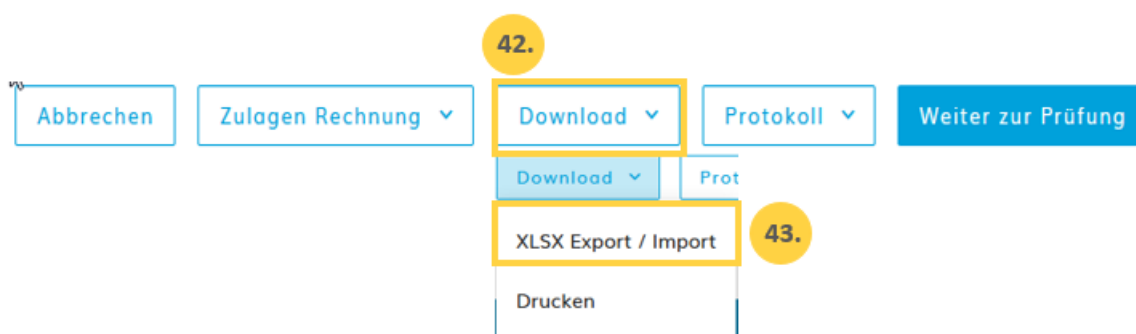 42.
Abbrechen
Zulagen Rechnung
Download
Protokoll
Weiter zur Prüfung
Download
Prot
XLSX Export / Import
43.
Drucken